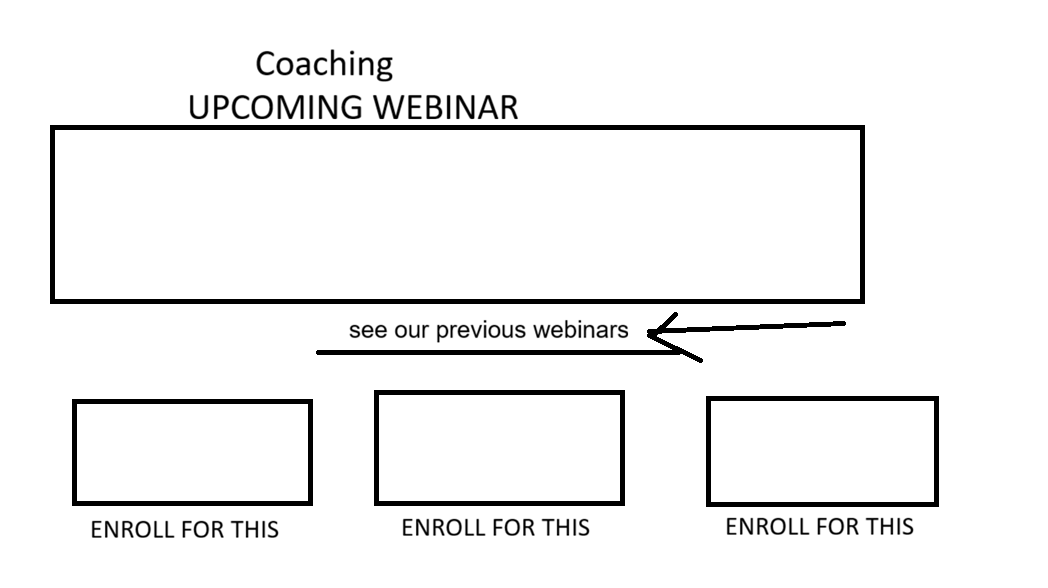 Coaching
UPCOMING WEBINAR
see our previous webinars
ENROLL FOR THIS
ENROLL FOR THIS
ENROLL FOR THIS